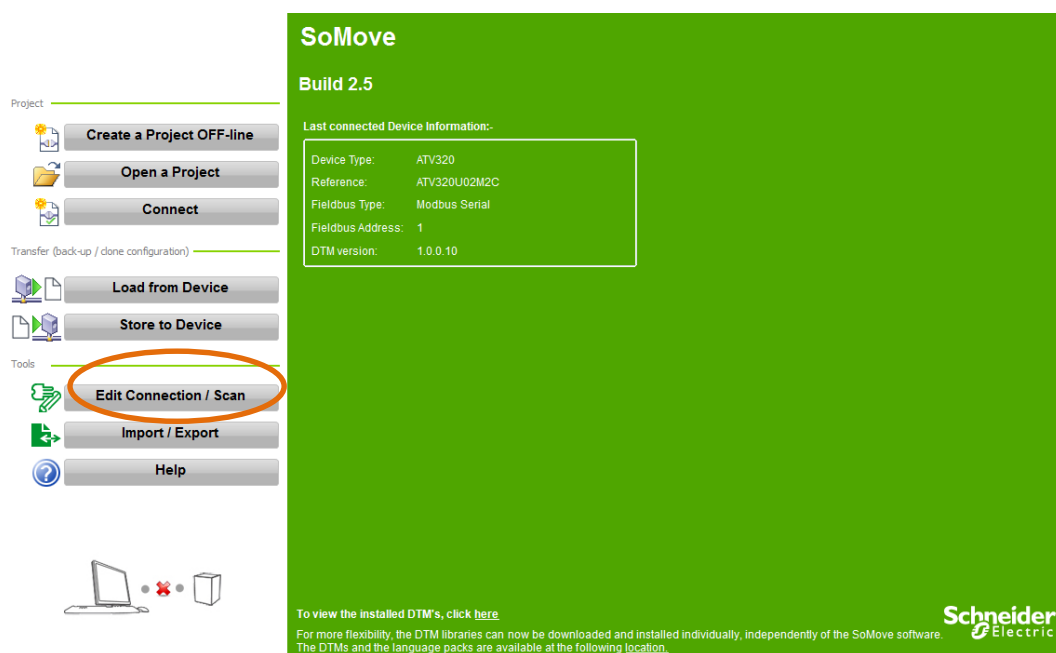 SoMove
Build 2.5
Project
Create a Project OFF-line
Open a Project
Connect
Transfer (back-up / clone configuration)
Load from Device
Store to Device
Tools
Edit Connection / Scan
Import / Export
Help
Last connected Device Information:-
Device Type: ATV320
Reference: ATV320U02M2C
Fieldbus Type: Modbus Serial
Fieldbus Address: 1
DTM version: 1.0.0.10
To view the installed DTM's, click here
For more flexibility, the DTM libraries can now be downloaded and installed individually, independently of the SoMove software.
The DTMs and the language packs are available at the following location.
Schneider
Electric